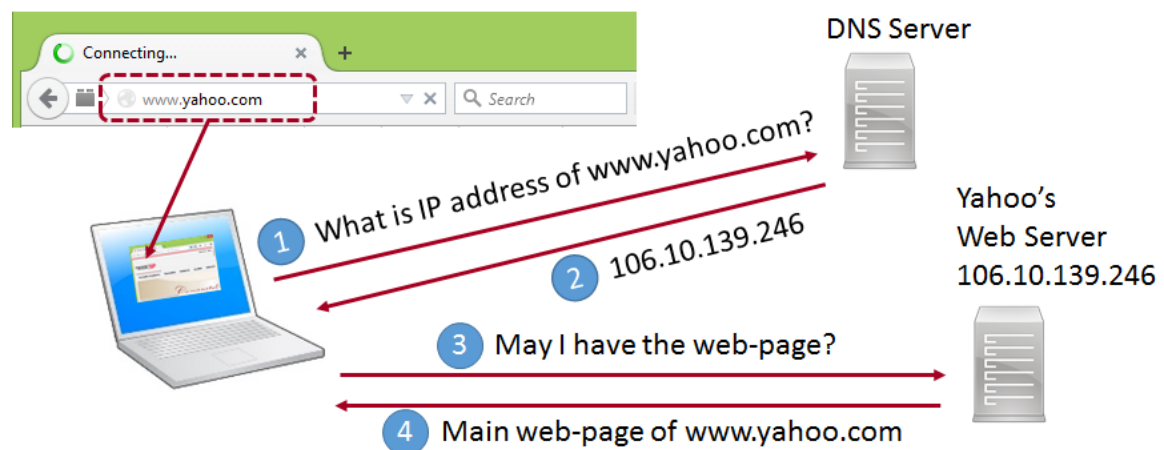 Connecting...
www.yahoo.com
Search
DNS Server
1 What is IP address of www.yahoo.com?
2 106.10.139.246
Yahoo's
Web Server
106.10.139.246
3 May I have the web-page?
4 Main web-page of www.yahoo.com